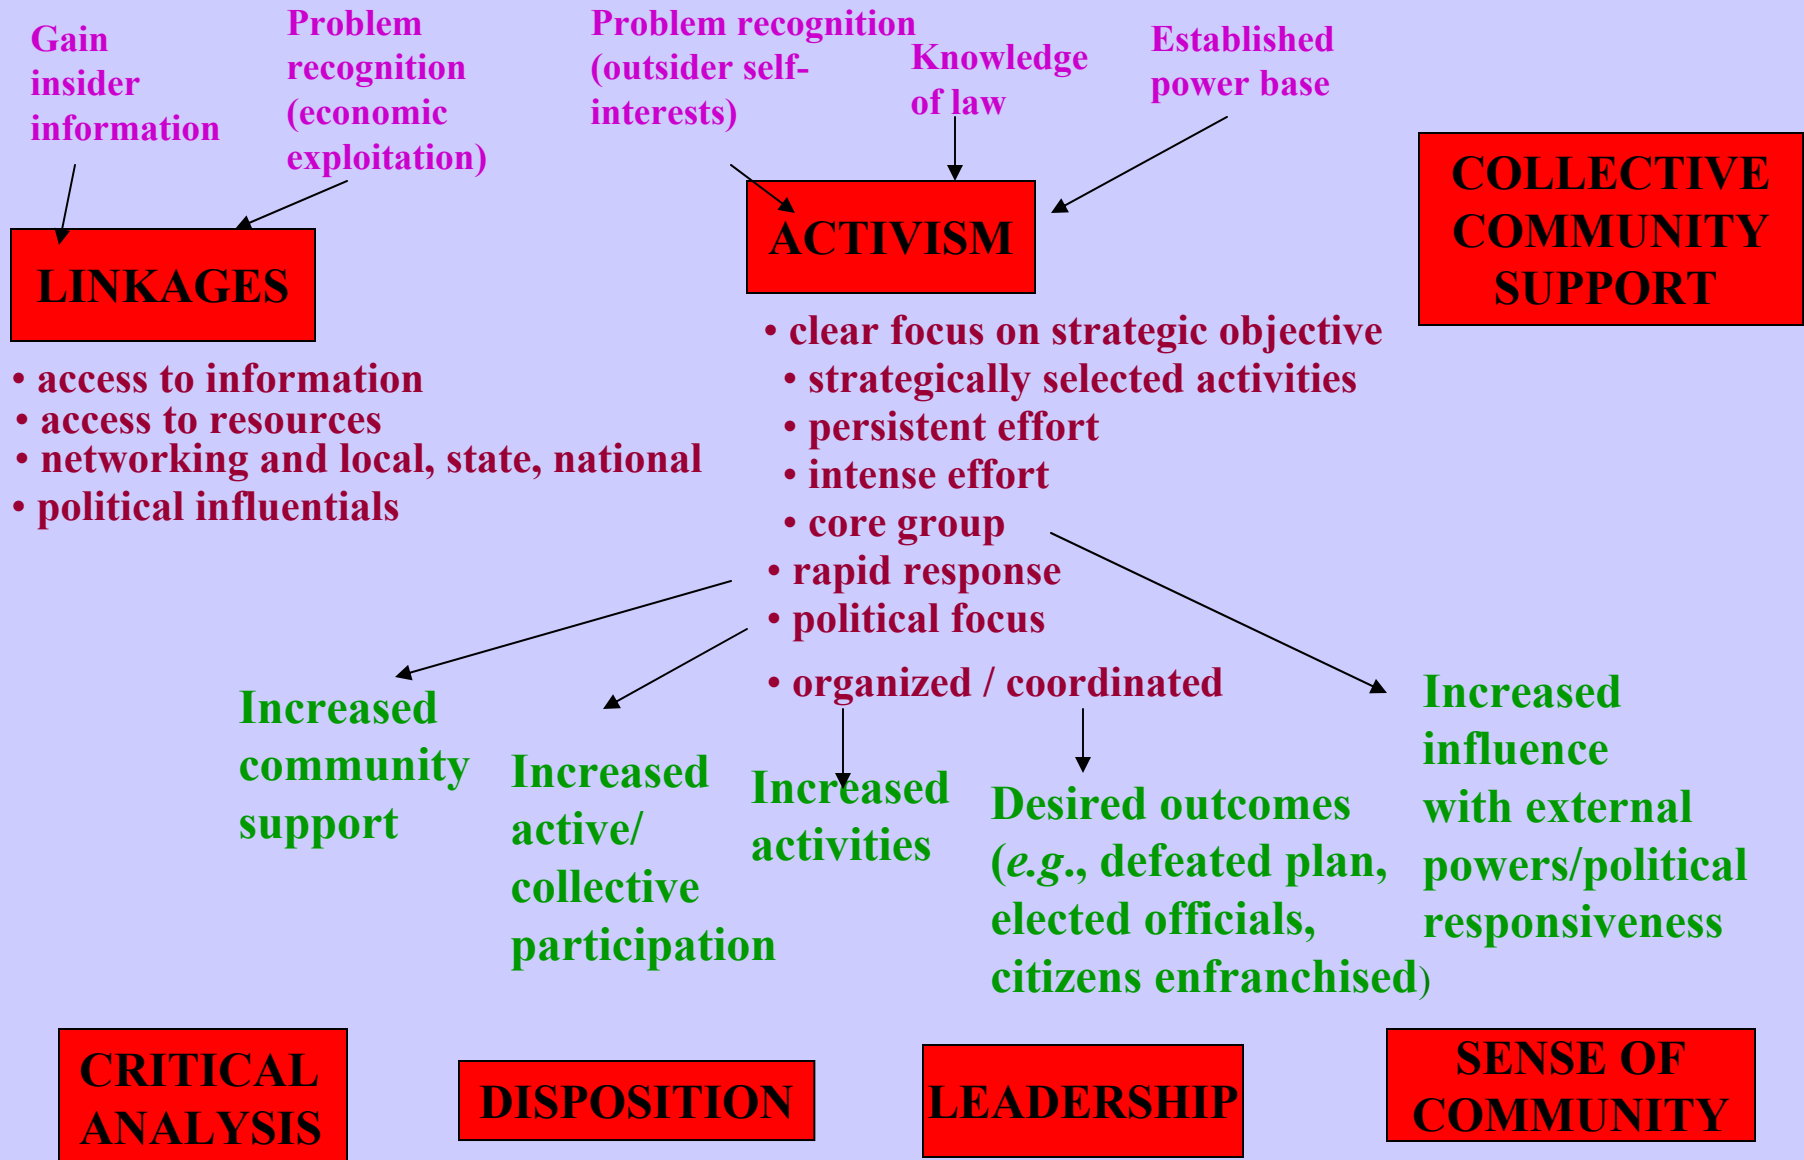 Gain
insider
information
Problem
recognition
(economic
exploitation)
Problem recognition
(outsider self-
interests)
Knowledge
of law
Established
power base
LINKAGES
• access to information
• access to resources
• networking and local, state, national
• political influentials
ACTIVISM
• clear focus on strategic objective
• strategically selected activities
• persistent effort
• intense effort
• core group
• rapid response
• political focus
• organized / coordinated
COLLECTIVE
COMMUNITY
SUPPORT
Increased
community
support
Increased
active/
collective
participation
Increased
activities
Desired outcomes
(e.g., defeated plan,
elected officials,
citizens enfranchised)
Increased
influence
with external
powers/political
responsiveness
CRITICAL
ANALYSIS
DISPOSITION
LEADERSHIP
SENSE OF
COMMUNITY